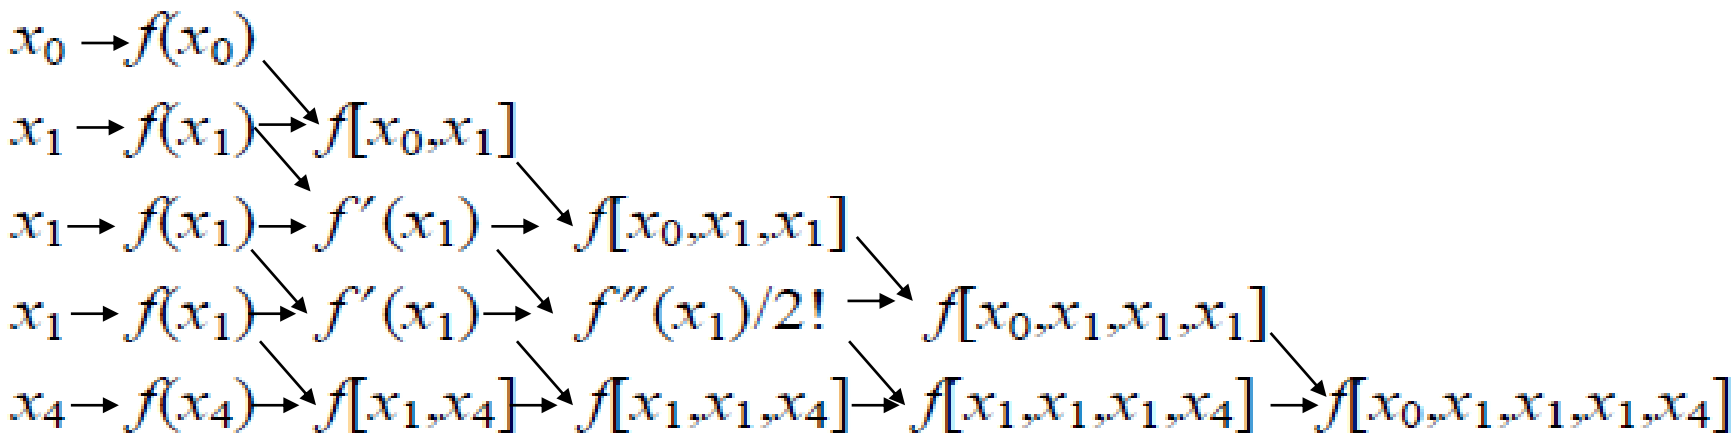 x₀ → f(x₀)
x₁ → f(x₁) → f[x₀,x₁]
x₁ → f(x₁) → f′(x₁) → f[x₀,x₁,x₁]
x₁ → f(x₁) → f′(x₁) → f″(x₁)/2! → f[x₀,x₁,x₁,x₁]
x₄ → f(x₄) → f[x₁,x₄] → f[x₁,x₁,x₄] → f[x₁,x₁,x₁,x₄] → f[x₀,x₁,x₁,x₁,x₄]